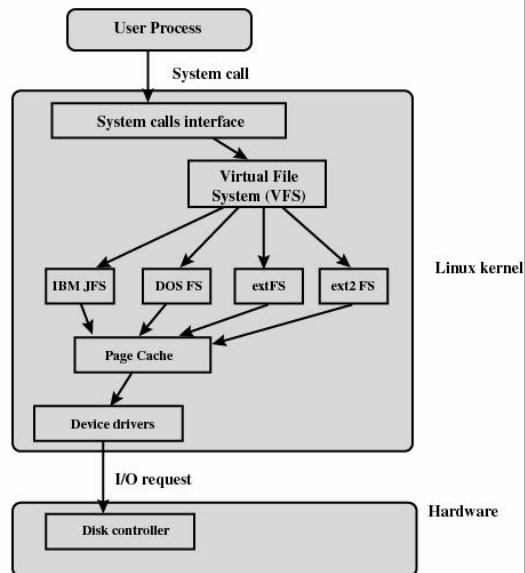 User Process
System call
System calls interface
Virtual File
System (VFS)
Linux kernel
IBM JFS
DOS FS
extFS
ext2 FS
Page Cache
Device drivers
I/O request
Hardware
Disk controller